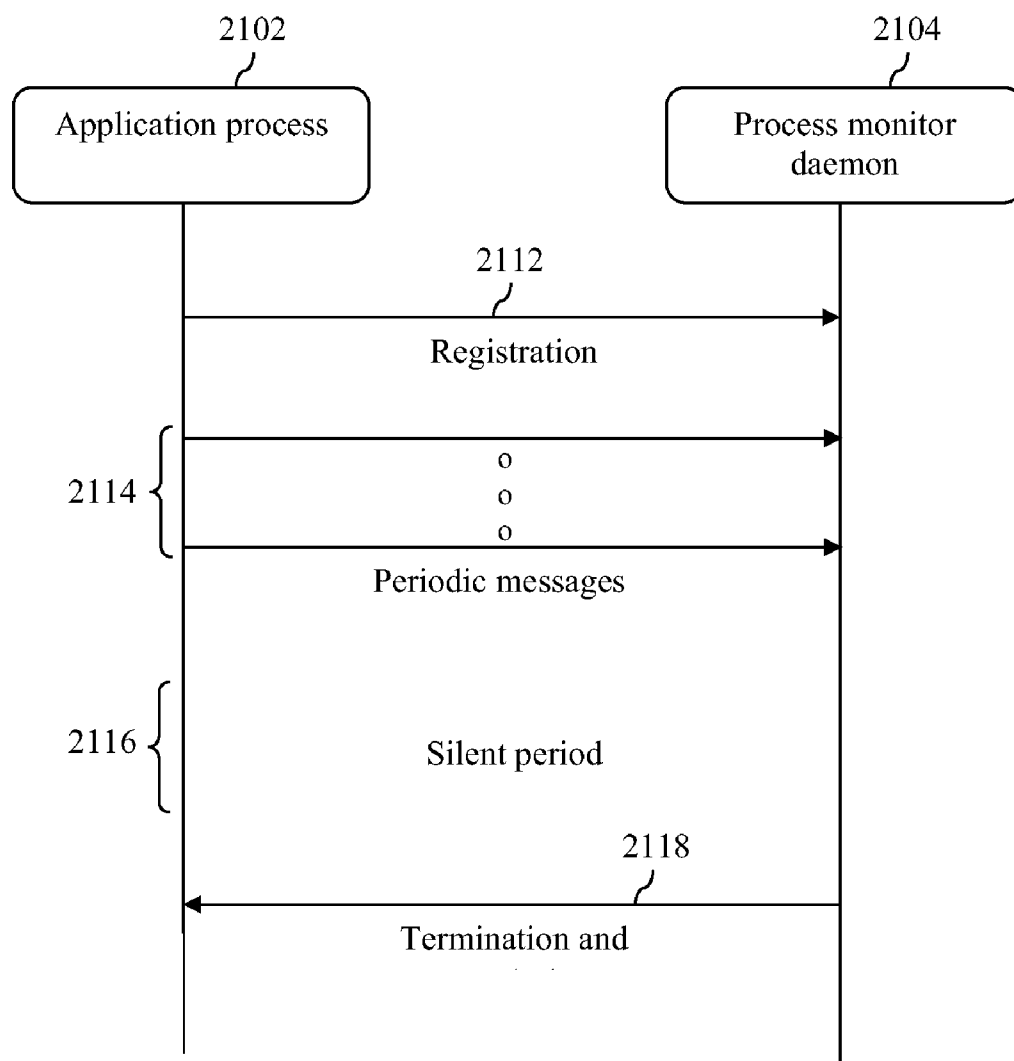 2102
2104
Application process
Process monitor
daemon
2112
Registration
2114
o
o
o
Periodic messages
2116
Silent period
2118
Termination and